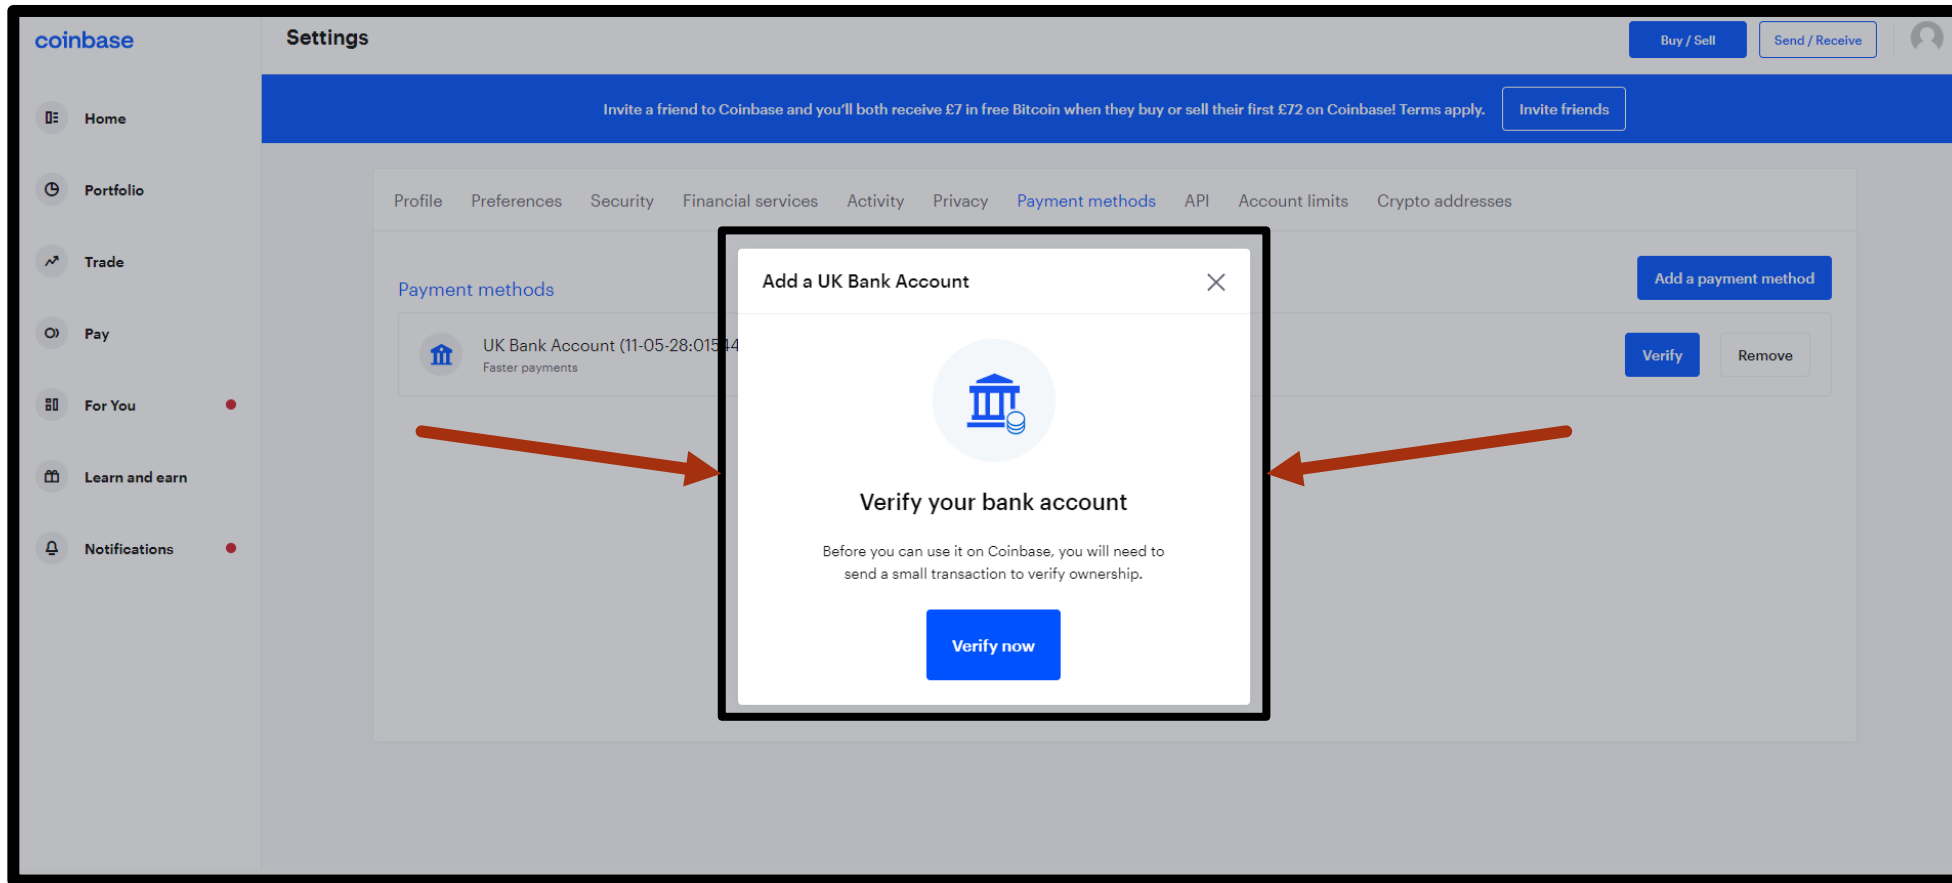 coinbase
Settings
Buy / Sell
Send / Receive
Home
Portfolio
Trade
Pay
For You
Learn and earn
Notifications
Invite a friend to Coinbase and you'll both receive £7 in free Bitcoin when they buy or sell their first £72 on Coinbase! Terms apply.
Invite friends
Profile Preferences Security Financial services Activity Privacy Payment methods API Account limits Crypto addresses
Payment methods
Add a payment method
UK Bank Account (11-05-28:01544
Faster payments
Verify
Remove
Add a UK Bank Account
Verify your bank account
Before you can use it on Coinbase, you will need to
send a small transaction to verify ownership.
Verify now